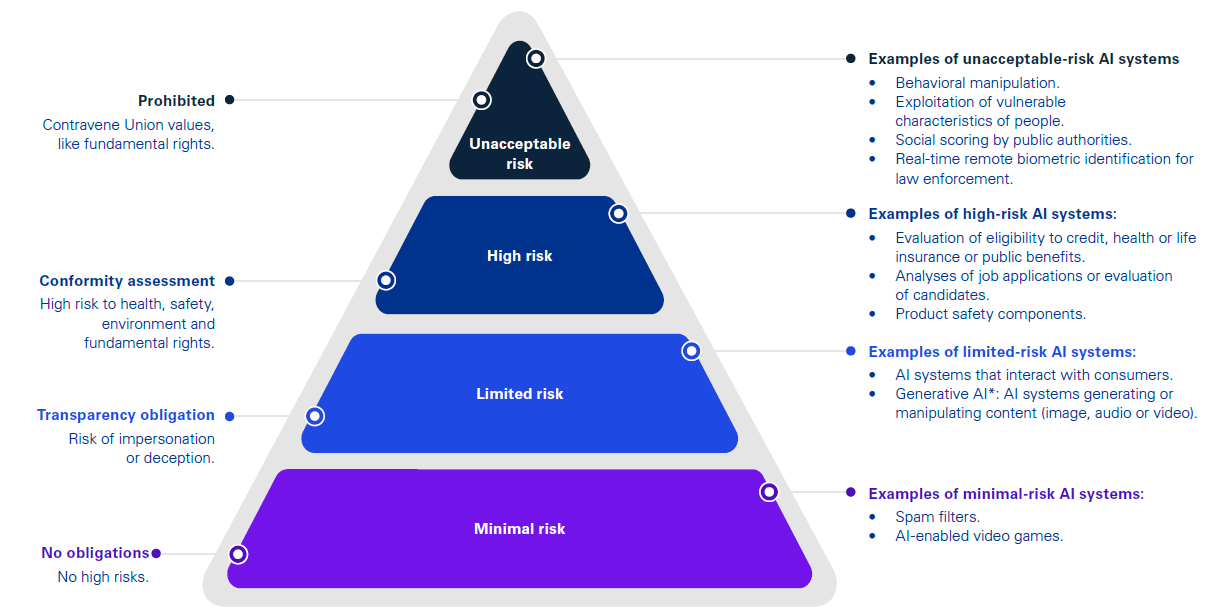 Prohibited
Contravene Union values,
like fundamental rights.
Unacceptable
risk
Examples of unacceptable-risk AI systems
• Behavioral manipulation.
• Exploitation of vulnerable
characteristics of people.
• Social scoring by public authorities.
• Real-time remote biometric identification for
law enforcement.
Conformity assessment
High risk to health, safety,
environment and
fundamental rights.
High risk
Examples of high-risk AI systems:
• Evaluation of eligibility to credit, health or life
insurance or public benefits.
• Analyses of job applications or evaluation
of candidates.
• Product safety components.
Transparency obligation
Risk of impersonation
or deception.
Limited risk
Examples of limited-risk AI systems:
• AI systems that interact with consumers.
• Generative AI*: AI systems generating or
manipulating content (image, audio or video).
No obligations
No high risks.
Minimal risk
Examples of minimal-risk AI systems:
• Spam filters.
• AI-enabled video games.